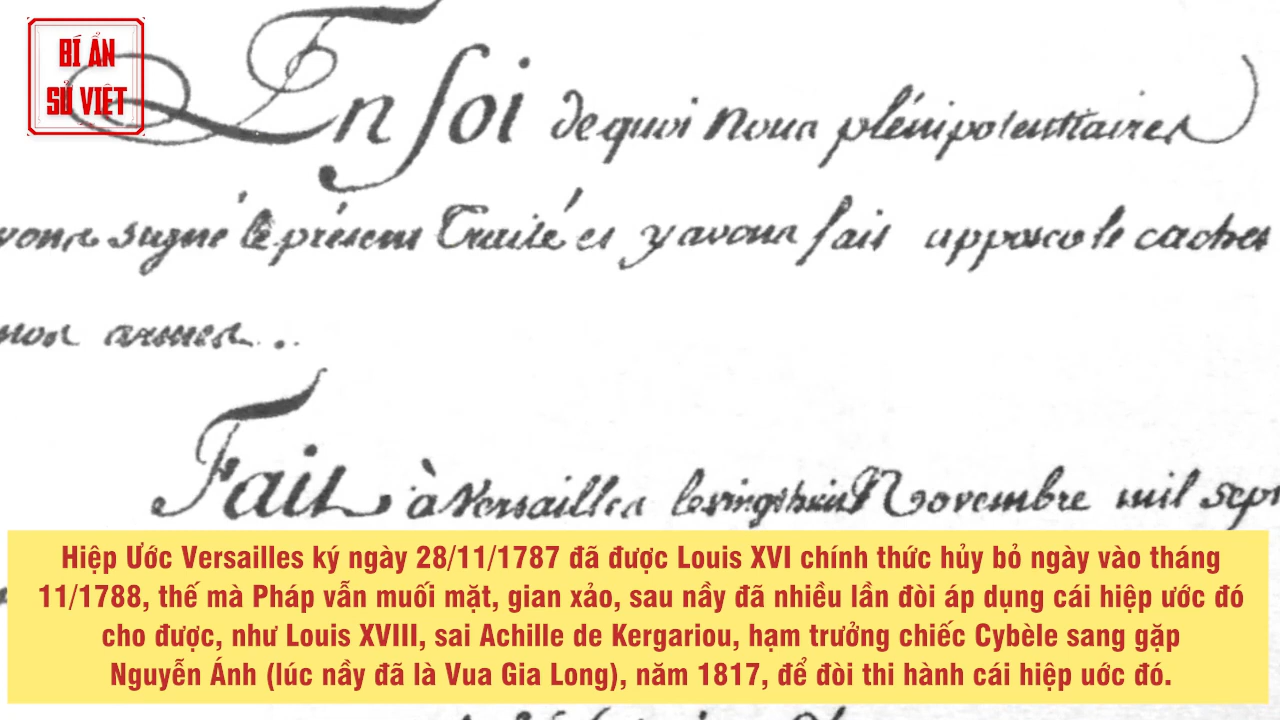 BÍ ẨN
SỬ VIỆT
En foi de quoi nous plénipotentiaires
vons signé le présent Traité et y avons fait apposer le cachet
nos armes.
Fait à Versailles le vingt huit Novembre mil sept
Hiệp Ước Versailles ký ngày 28/11/1787 đã được Louis XVI chính thức hủy bỏ ngày vào tháng
11/1788, thế mà Pháp vẫn muối mặt, gian xảo, sau nầy đã nhiều lần đòi áp dụng cái hiệp ước đó
cho được, như Louis XVIII, sai Achille de Kergariou, hạm trưởng chiếc Cybèle sang gặp
Nguyễn Ánh (lúc nầy đã là Vua Gia Long), năm 1817, để đòi thi hành cái hiệp uớc đó.